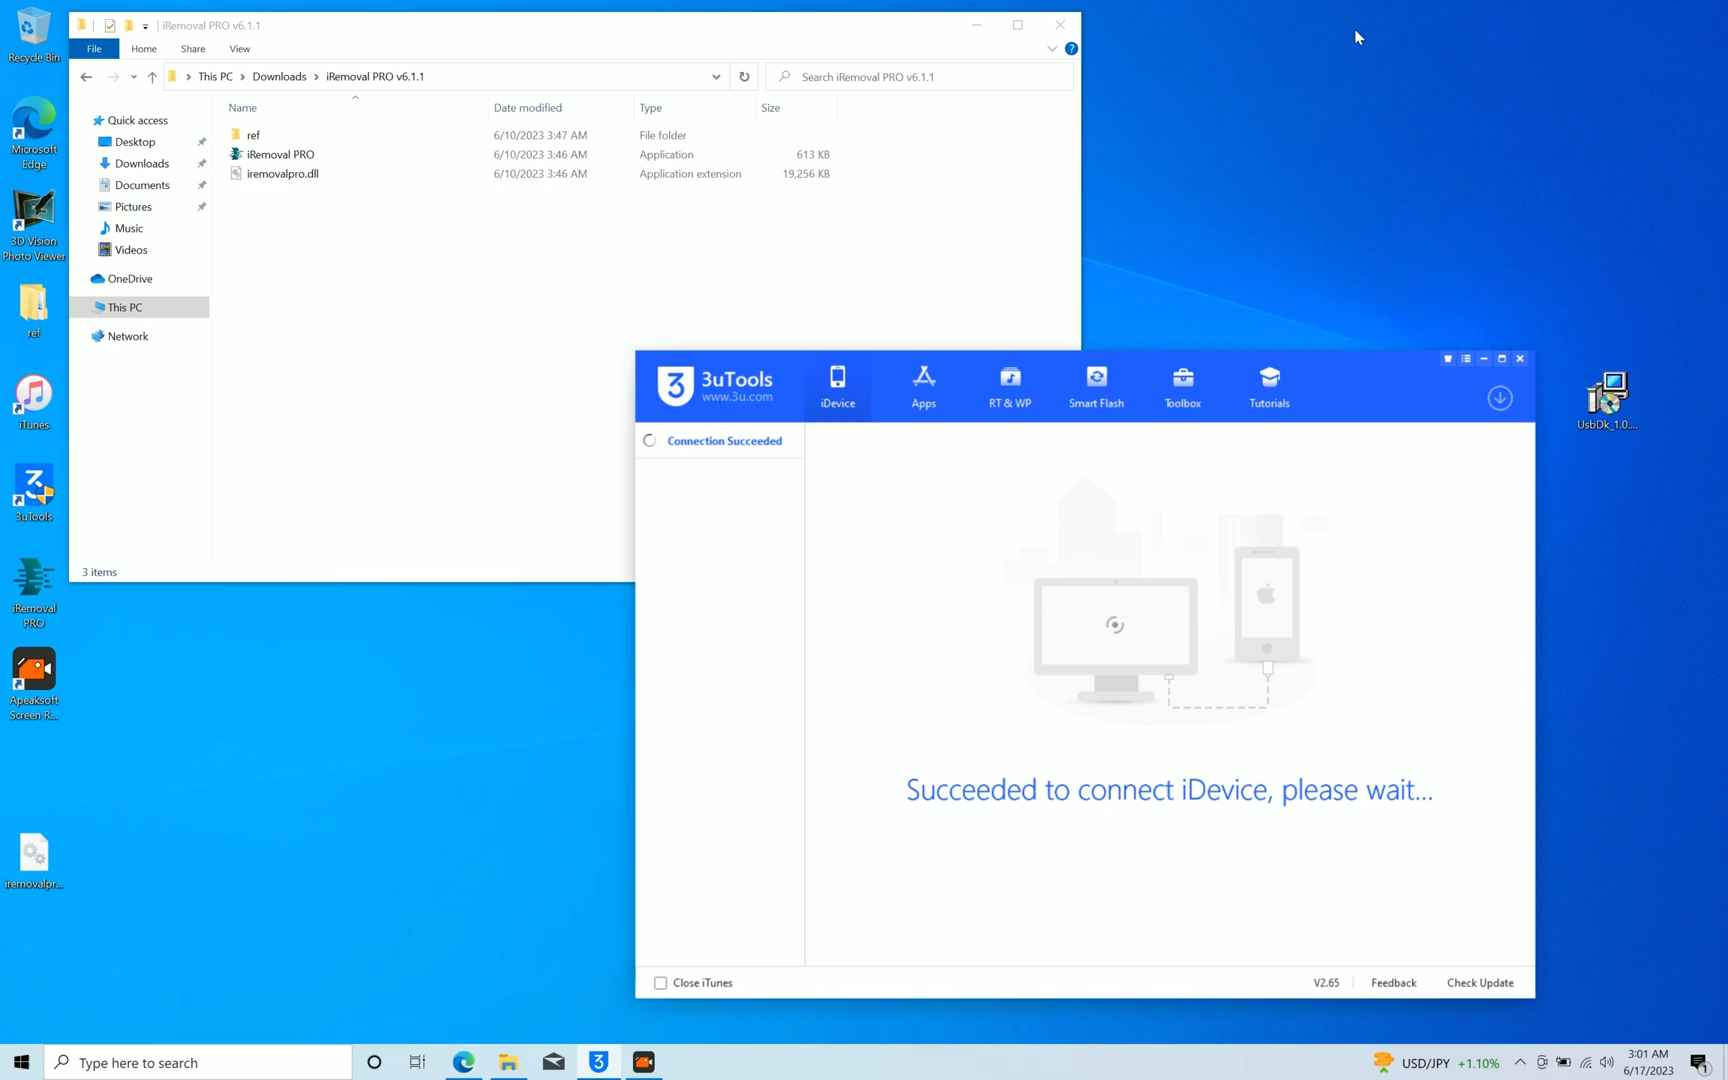 iRemoval PRO v6.1.1
File Home Share View
This PC Downloads iRemoval PRO v6.1.1
Search iRemoval PRO v6.1.1
Name Date modified Type Size
ref 6/10/2023 3:47 AM File folder
iRemoval PRO 6/10/2023 3:46 AM Application 613 KB
iremovalpro.dll 6/10/2023 3:46 AM Application extension 19,256 KB
Quick access
Desktop
Downloads
Documents
Pictures
Music
Videos
OneDrive
This PC
Network
3 items
Recycle Bin
Microsoft
Edge
3D Vision
Photo Viewer
ref
iTunes
3uTools
iRemoval
PRO
Apeaksoft
Screen R...
iremovalpr...
UsbDk_1.0....
3 3uTools
www.3u.com
iDevice Apps RT & WP Smart Flash Toolbox Tutorials
Connection Succeeded
Succeeded to connect iDevice, please wait...
Close iTunes V2.65 Feedback Check Update
Type here to search
USD/JPY +1.10%
3:01 AM
6/17/2023
1